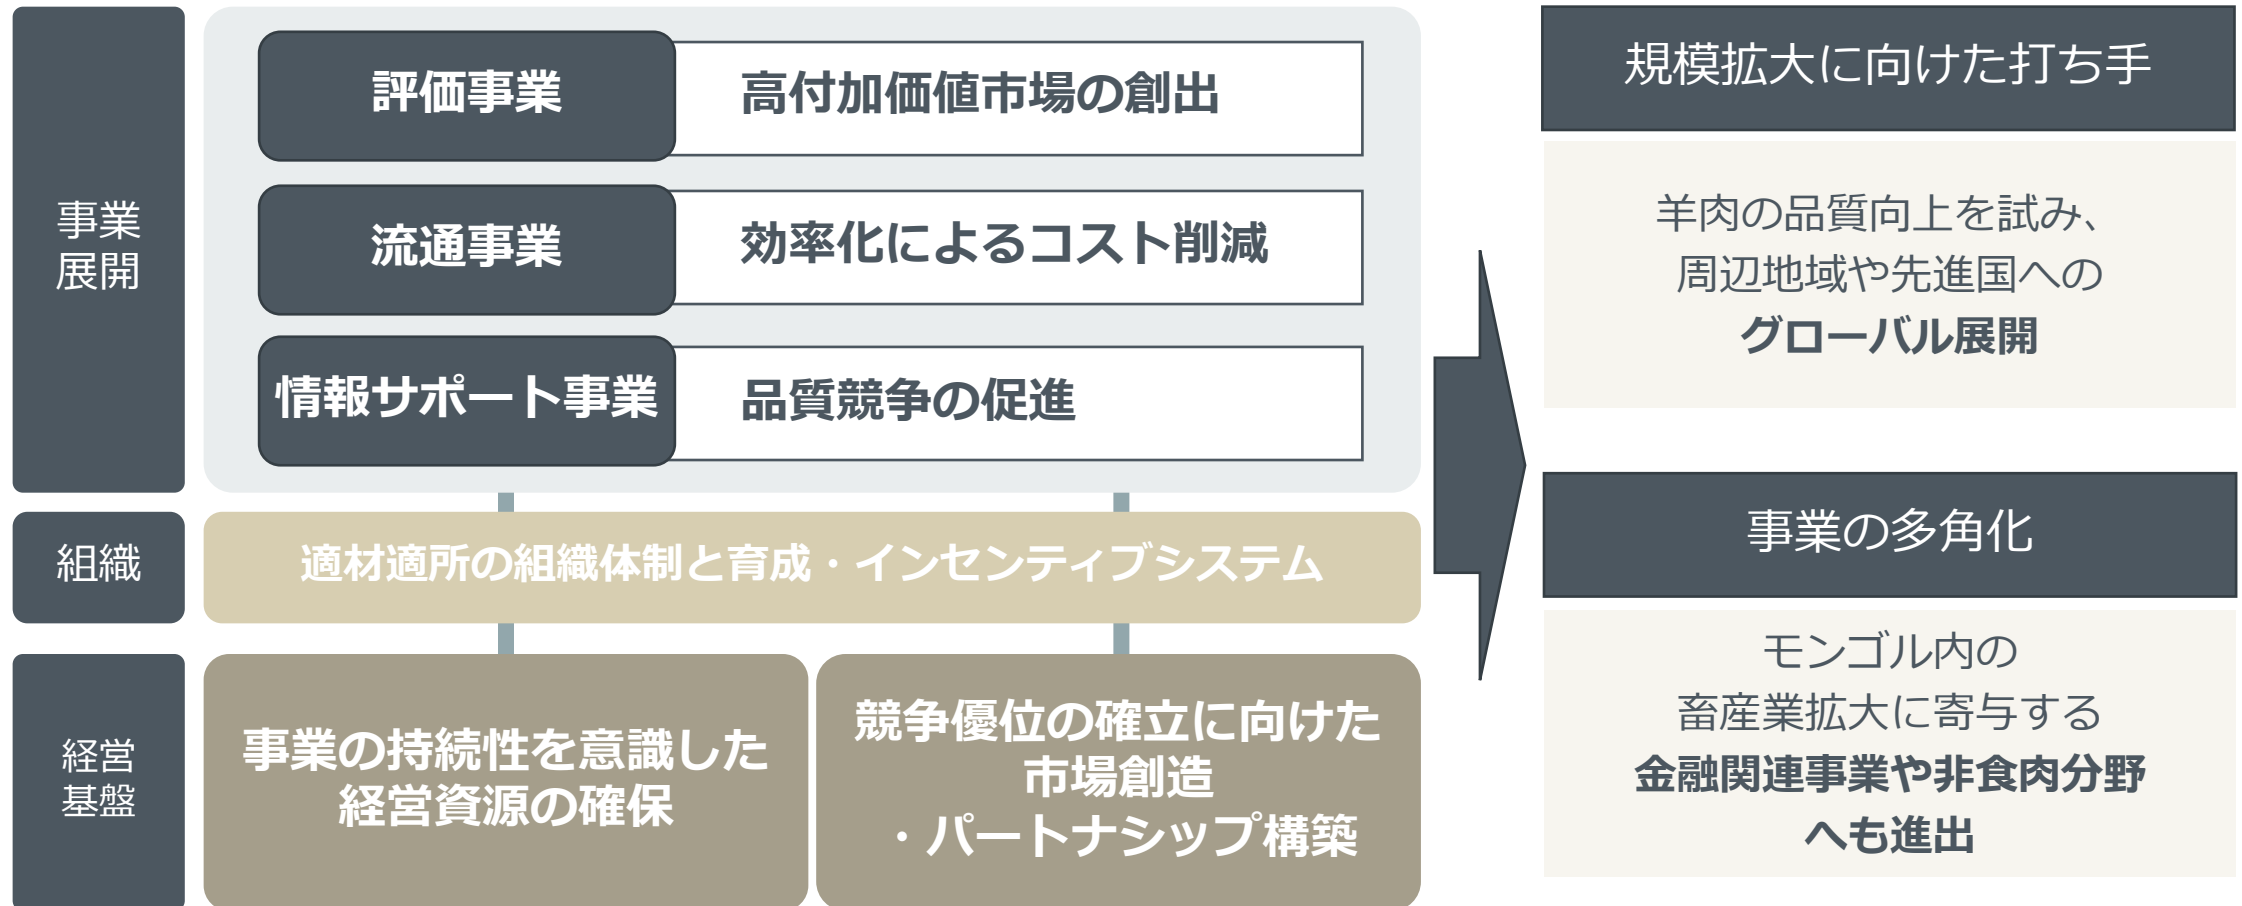 事業
展開
評価事業
高付加価値市場の創出
流通事業
効率化によるコスト削減
情報サポート事業
品質競争の促進
組織
適材適所の組織体制と育成・インセンティブシステム
経営
基盤
事業の持続性を意識した
経営資源の確保
競争優位の確立に向けた
市場創造
・パートナシップ構築
規模拡大に向けた打ち手
羊肉の品質向上を試み、
周辺地域や先進国への
グローバル展開
事業の多角化
モンゴル内の
畜産業拡大に寄与する
金融関連事業や非食肉分野
へも進出